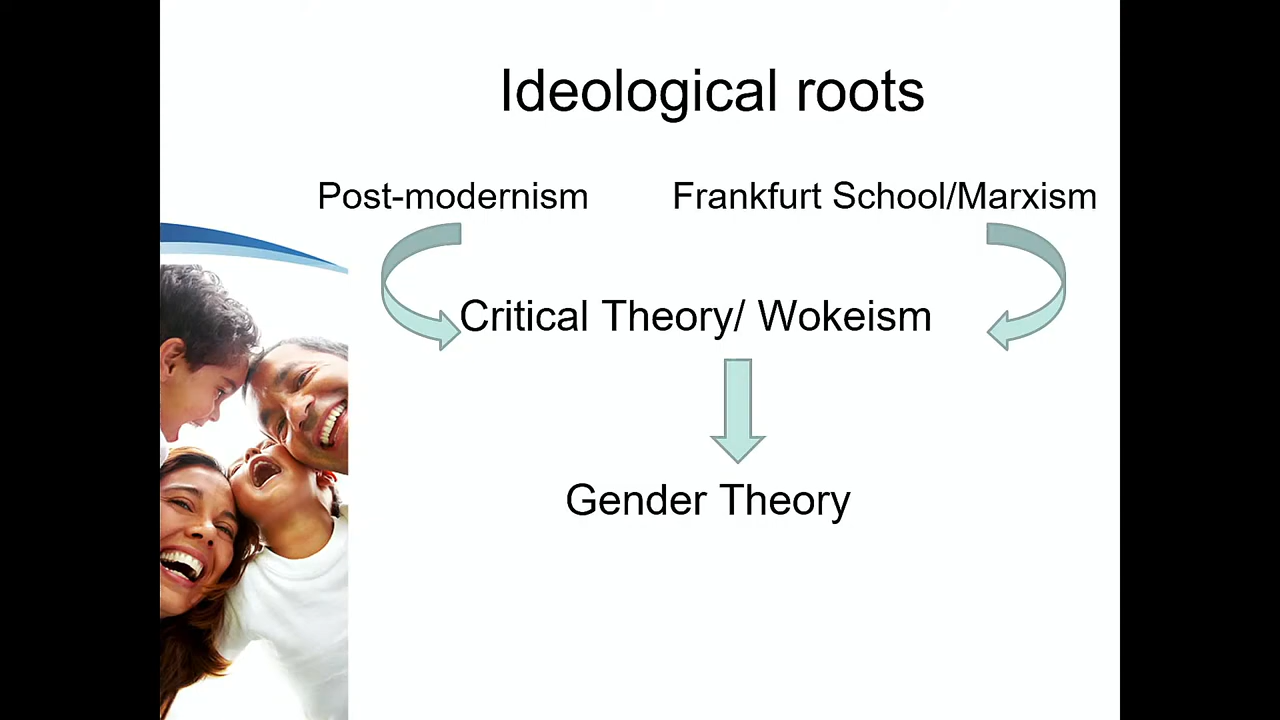 Ideological roots
Post-modernism Frankfurt School/Marxism
Critical Theory/ Wokeism
Gender Theory